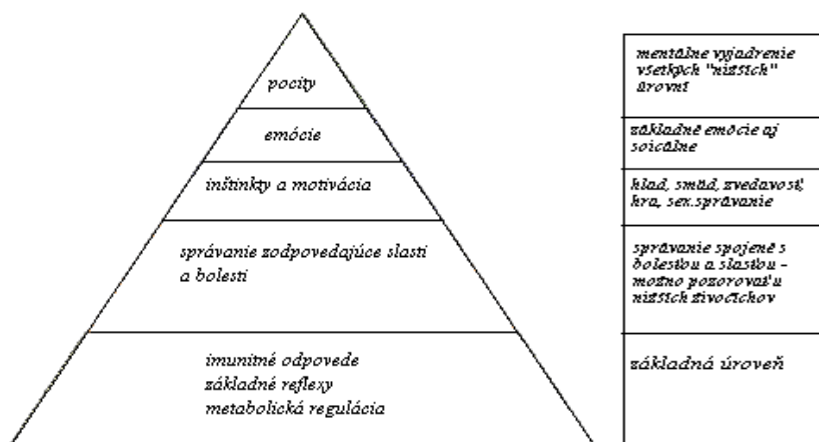 pocity
emócie
inštinkty a motivácia
správanie zodpovedajúce slasti
a bolesti
imunitné odpovede
základné reflexy
metabolická regulácia
mentálne vyjadrenie
všetkých "nižších"
úrovní
základné emócie aj
soicálne
hlad, smäd, zvedavosť,
hra, sex.správanie
správanie spojené s
bolesťou a slasťou -
možno pozorovať u
nižších živočíchov
základná úroveň